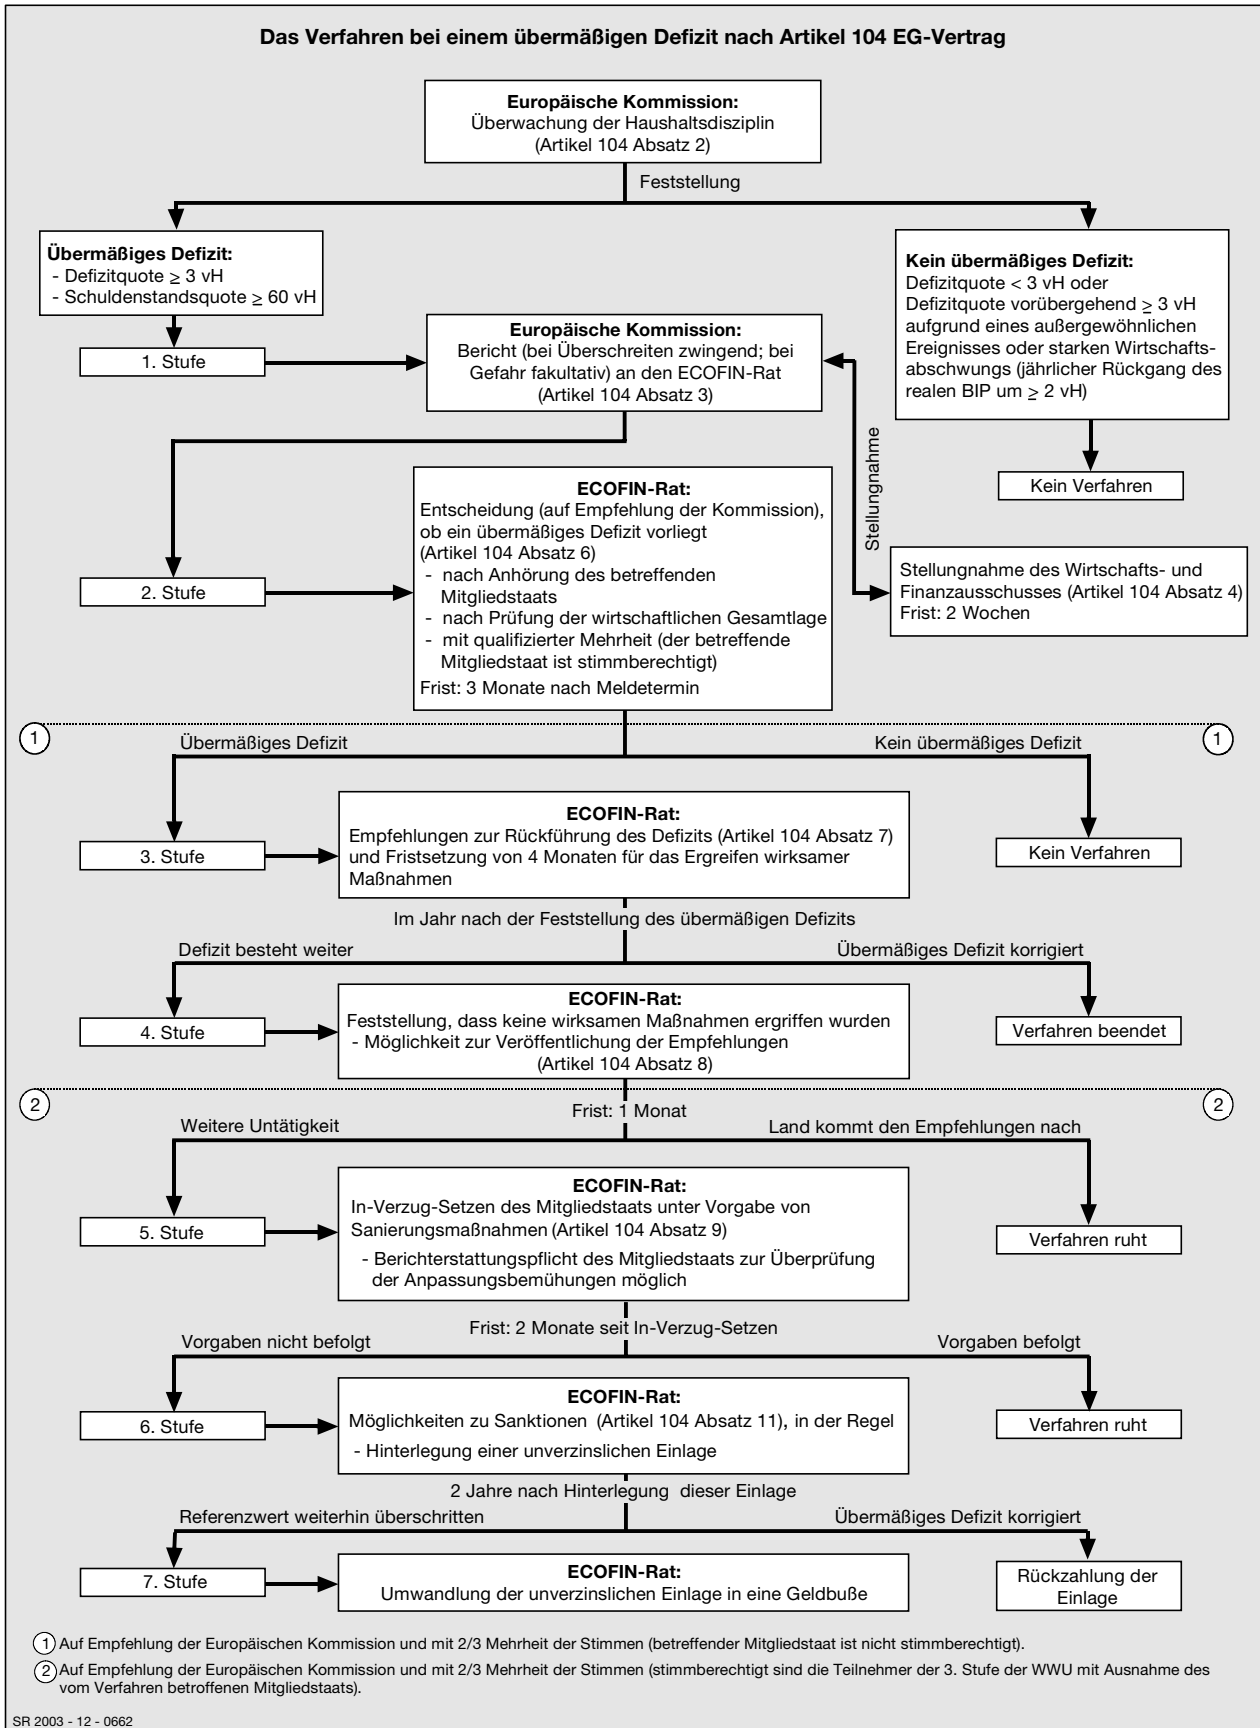 Das Verfahren bei einem übermäßigen Defizit nach Artikel 104 EG-Vertrag
Europäische Kommission:
Überwachung der Haushaltsdisziplin
(Artikel 104 Absatz 2)
Feststellung
Übermäßiges Defizit:
- Defizitquote ≥ 3 vH
- Schuldenstandsquote ≥ 60 vH
Kein übermäßiges Defizit:
Defizitquote < 3 vH oder
Defizitquote vorübergehend ≥ 3 vH
aufgrund eines außergewöhnlichen
Ereignisses oder starken Wirtschafts-
abschwungs (jährlicher Rückgang des
realen BIP um ≥ 2 vH)
1. Stufe
Europäische Kommission:
Bericht (bei Überschreiten zwingend; bei
Gefahr fakultativ) an den ECOFIN-Rat
(Artikel 104 Absatz 3)
Stellungnahme
Kein Verfahren
2. Stufe
ECOFIN-Rat:
Entscheidung (auf Empfehlung der Kommission),
ob ein übermäßiges Defizit vorliegt
(Artikel 104 Absatz 6)
- nach Anhörung des betreffenden
Mitgliedstaats
- nach Prüfung der wirtschaftlichen Gesamtlage
- mit qualifizierter Mehrheit (der betreffende
Mitgliedstaat ist stimmberechtigt)
Frist: 3 Monate nach Meldetermin
Stellungnahme des Wirtschafts- und
Finanzausschusses (Artikel 104 Absatz 4)
Frist: 2 Wochen
1
1
Übermäßiges Defizit
Kein übermäßiges Defizit
3. Stufe
ECOFIN-Rat:
Empfehlungen zur Rückführung des Defizits (Artikel 104 Absatz 7)
und Fristsetzung von 4 Monaten für das Ergreifen wirksamer
Maßnahmen
Kein Verfahren
Im Jahr nach der Feststellung des übermäßigen Defizits
Defizit besteht weiter
Übermäßiges Defizit korrigiert
4. Stufe
ECOFIN-Rat:
Feststellung, dass keine wirksamen Maßnahmen ergriffen wurden
- Möglichkeit zur Veröffentlichung der Empfehlungen
(Artikel 104 Absatz 8)
Verfahren beendet
2
2
Frist: 1 Monat
Weitere Untätigkeit
Land kommt den Empfehlungen nach
5. Stufe
ECOFIN-Rat:
In-Verzug-Setzen des Mitgliedstaats unter Vorgabe von
Sanierungsmaßnahmen (Artikel 104 Absatz 9)
- Berichterstattungspflicht des Mitgliedstaats zur Überprüfung
der Anpassungsbemühungen möglich
Verfahren ruht
Frist: 2 Monate seit In-Verzug-Setzen
Vorgaben nicht befolgt
Vorgaben befolgt
6. Stufe
ECOFIN-Rat:
Möglichkeiten zu Sanktionen (Artikel 104 Absatz 11), in der Regel
- Hinterlegung einer unverzinslichen Einlage
Verfahren ruht
2 Jahre nach Hinterlegung dieser Einlage
Referenzwert weiterhin überschritten
Übermäßiges Defizit korrigiert
7. Stufe
ECOFIN-Rat:
Umwandlung der unverzinslichen Einlage in eine Geldbuße
Rückzahlung der
Einlage
1 Auf Empfehlung der Europäischen Kommission und mit 2/3 Mehrheit der Stimmen (betreffender Mitgliedstaat ist nicht stimmberechtigt).
2 Auf Empfehlung der Europäischen Kommission und mit 2/3 Mehrheit der Stimmen (stimmberechtigt sind die Teilnehmer der 3. Stufe der WWU mit Ausnahme des
vom Verfahren betroffenen Mitgliedstaats).
SR 2003 - 12 - 0662